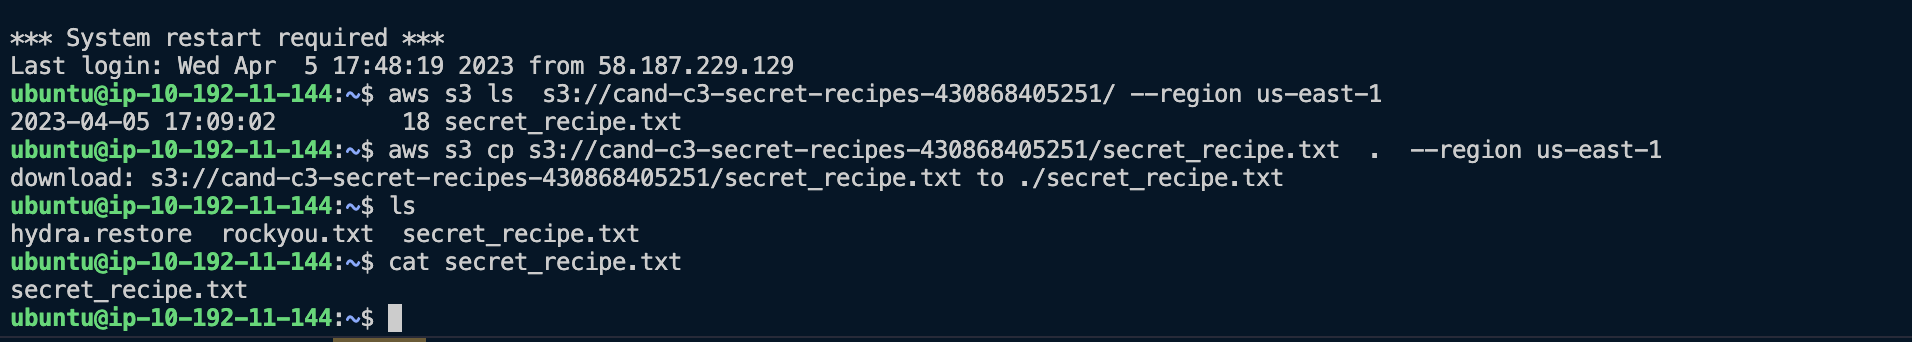 *** System restart required ***
Last login: Wed Apr  5 17:48:19 2023 from 58.187.229.129
ubuntu@ip-10-192-11-144:~$ aws s3 ls  s3://cand-c3-secret-recipes-430868405251/ --region us-east-1
2023-04-05 17:09:02         18 secret_recipe.txt
ubuntu@ip-10-192-11-144:~$ aws s3 cp s3://cand-c3-secret-recipes-430868405251/secret_recipe.txt  .  --region us-east-1
download: s3://cand-c3-secret-recipes-430868405251/secret_recipe.txt to ./secret_recipe.txt
ubuntu@ip-10-192-11-144:~$ ls
hydra.restore  rockyou.txt  secret_recipe.txt
ubuntu@ip-10-192-11-144:~$ cat secret_recipe.txt
secret_recipe.txt
ubuntu@ip-10-192-11-144:~$